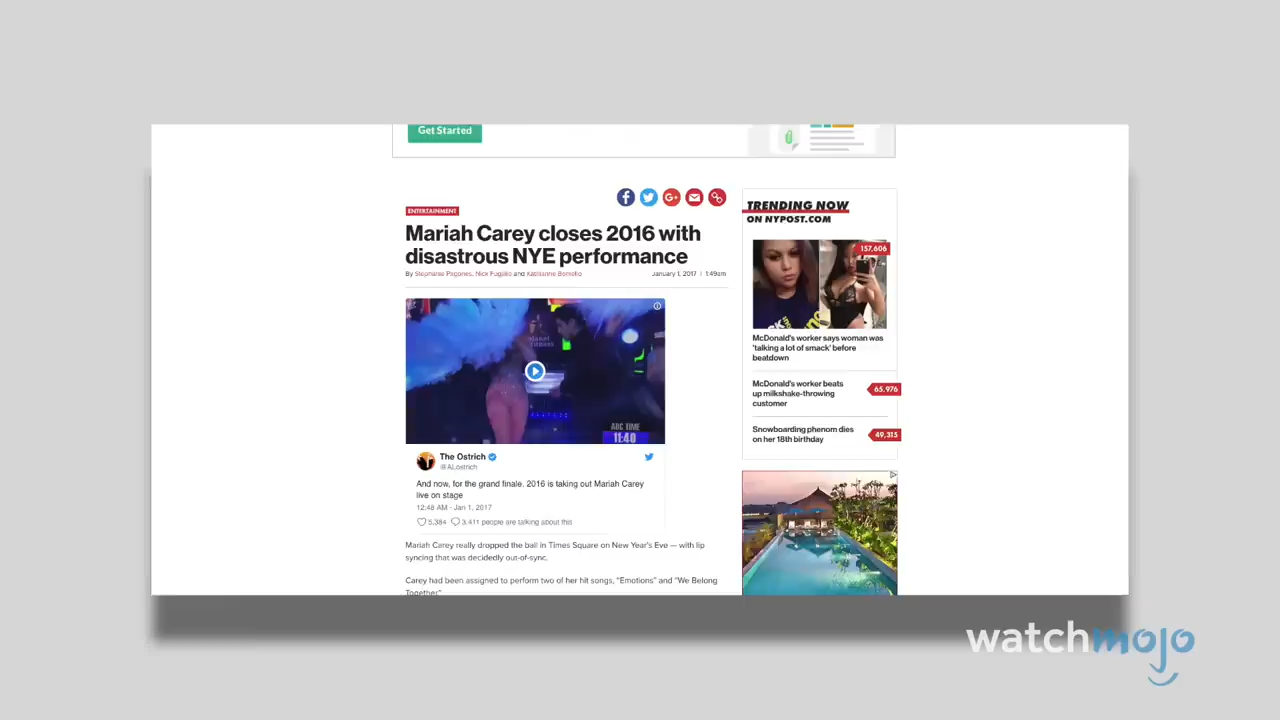 Get Started
ENTERTAINMENT
Mariah Carey closes 2016 with
disastrous NYE performance
By Stephanie Pagones, Nick Fugallo and
January 1, 2017 | 1:49am
ABC TIME
11:40
The Ostrich
And now, for the grand finale. 2016 is taking out Mariah Carey
live on stage
12:48 AM - Jan 1, 2017
5,384
3,411 people are talking about this
Mariah Carey really dropped the ball in Times Square on New Year's Eve — with lip
syncing that was decidedly out-of-sync.
Carey had been assigned to perform two of her hit songs, "Emotions" and "We Belong
Together"
TRENDING NOW
ON NYPOST.COM
157,606
McDonald's worker says woman was
'talking a lot of smack' before
beatdown
McDonald's worker beats
up milkshake-throwing
customer
65,976
Snowboarding phenom dies
on her 18th birthday
49,315
watchmojo